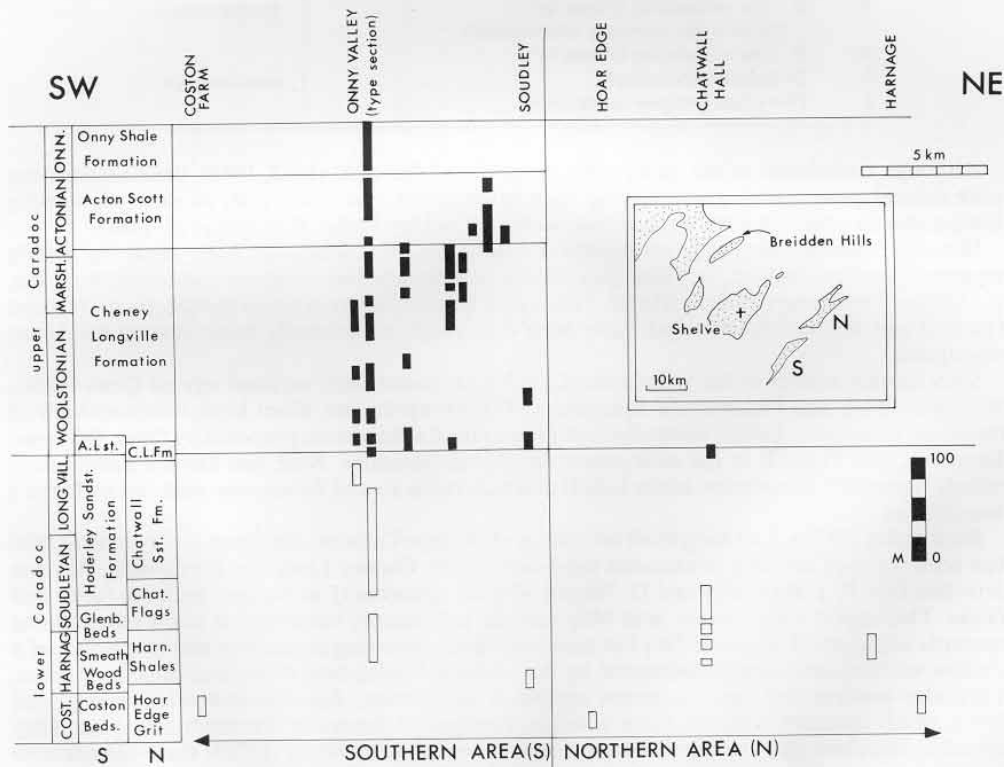 SW
NE
COSTON
FARM
ONNY VALLEY
(type section)
SOUDLEY
HOAR EDGE
CHATWALL
HALL
HARNAGE
5 km
Breidden Hills
Shelve
N
S
10km
upper Caradoc
lower Caradoc
ONN.
ACTONIAN
MARSH.
WOOLSTONIAN
LONGVILL.
SOUDLEYAN
HARNAG.
COST.
Onny Shale
Formation
Acton Scott
Formation
Cheney
Longville
Formation
A.Lst.
C.L.Fm
Hoderley Sandst.
Formation
Chatwall
Sst. Fm.
Chat.
Flags
Glenb.
Beds
Smeath
Wood
Beds
Harn.
Shales
Coston
Beds.
Hoar
Edge
Grit
S N
100
M 0
SOUTHERN AREA(S) NORTHERN AREA (N)